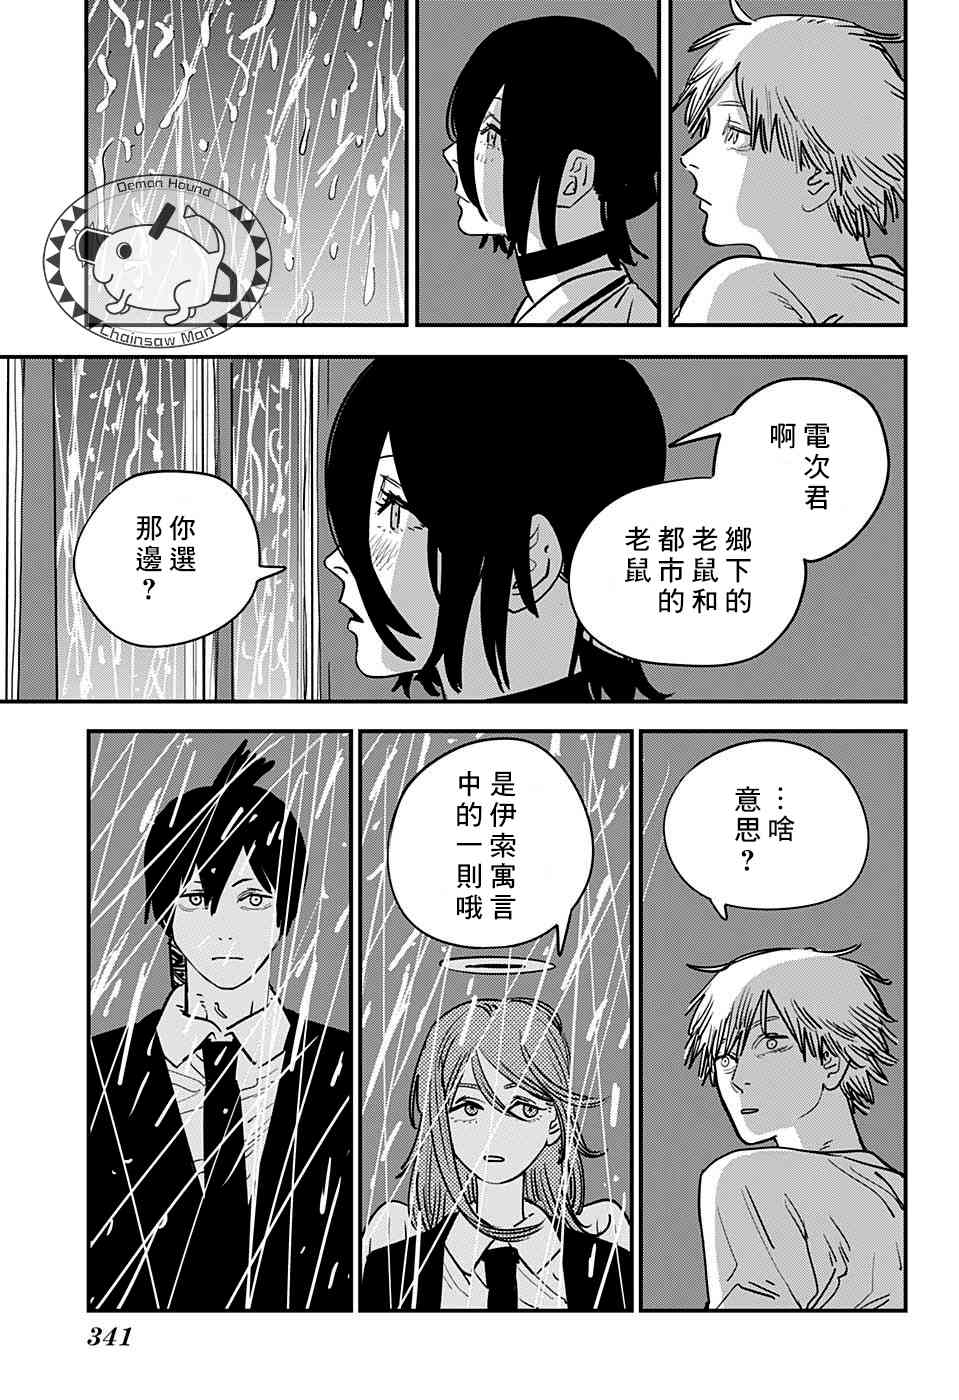 Demon Hound
Chainsaw Man
電次君
啊
鄉下的
老鼠和
都市的
老鼠
你選
那邊?
…啥
意思?
是伊索寓言
中的一則哦
341